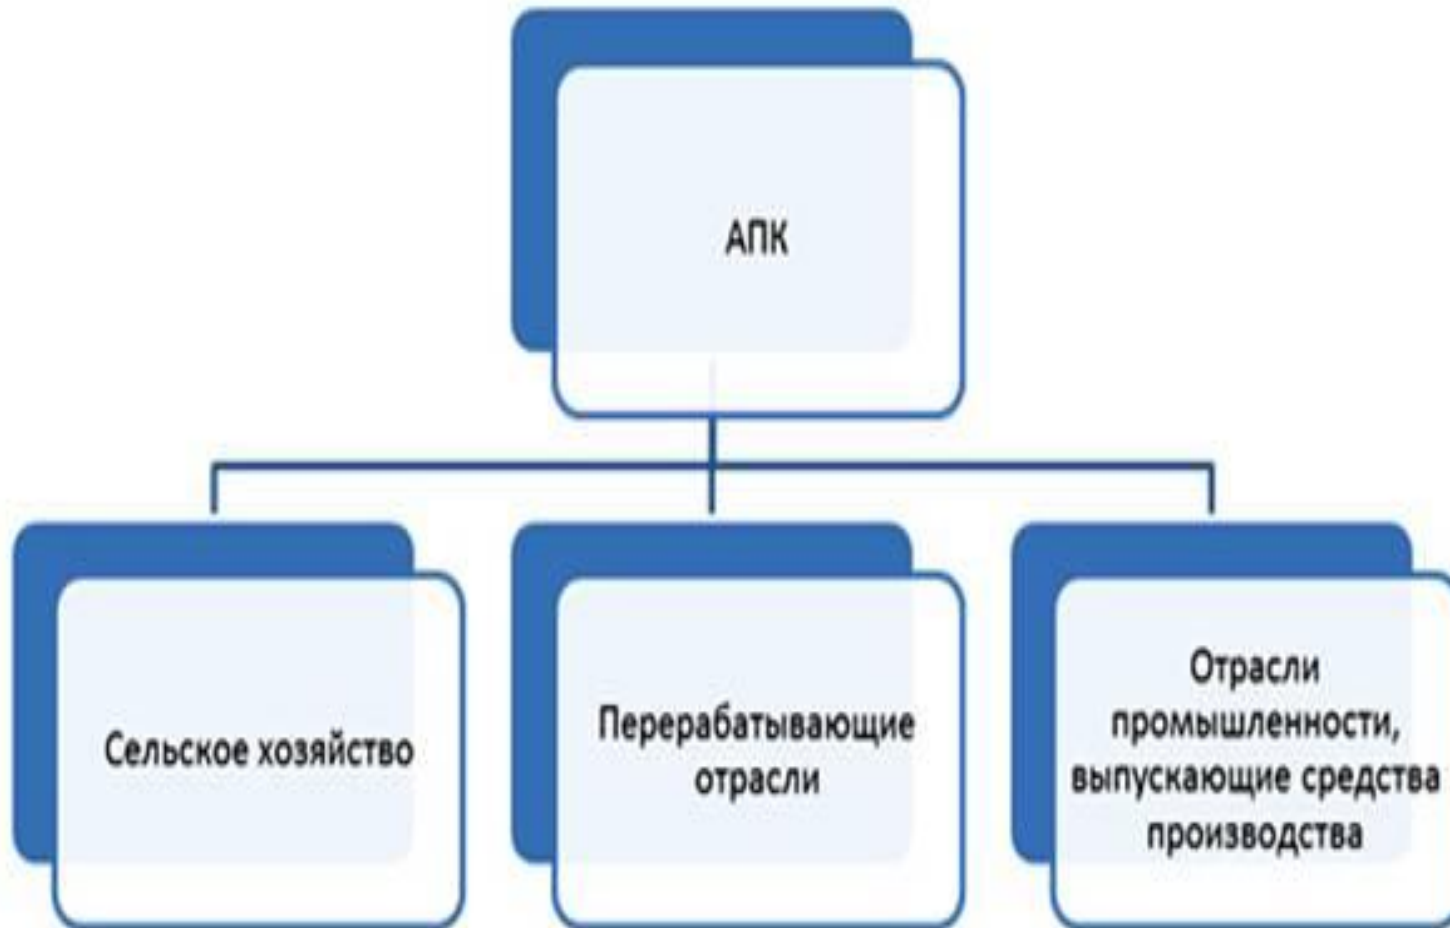 АПК
Сельское хозяйство
Перерабатывающие
отрасли
Отрасли
промышленности,
выпускающие средства
производства